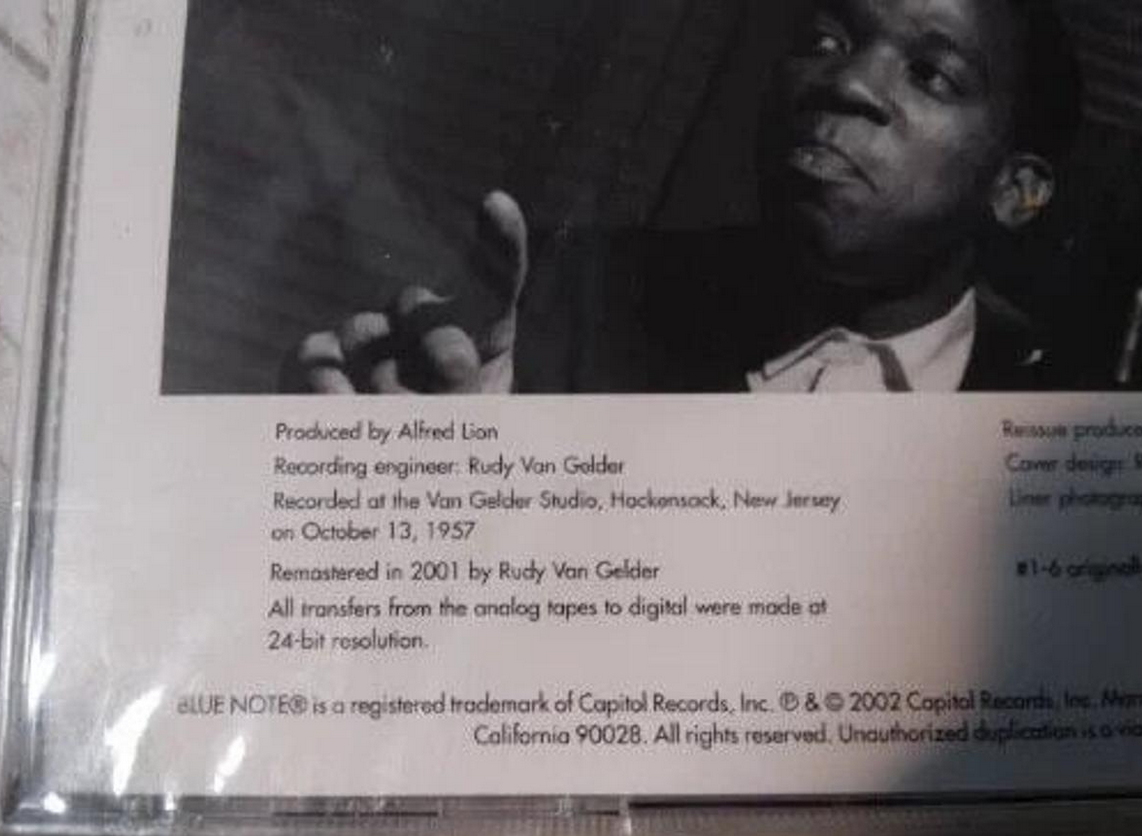 Produced by Alfred Lion
Recording engineer: Rudy Van Gelder
Recorded at the Van Gelder Studio, Hackensack, New Jersey
on October 13, 1957
Remastered in 2001 by Rudy Van Gelder
All transfers from the analog tapes to digital were made at
24-bit resolution.
Reissue produce
Cover design:
Liner photogra
#1-6 originall
BLUE NOTE® is a registered trademark of Capitol Records, Inc. ℗ & © 2002 Capitol Records, Inc.
California 90028. All rights reserved. Unauthorized duplication is a